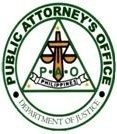 PUBLIC ATTORNEY'S OFFICE
P O
PHILIPPINES
• DEPARTMENT OF JUSTICE •